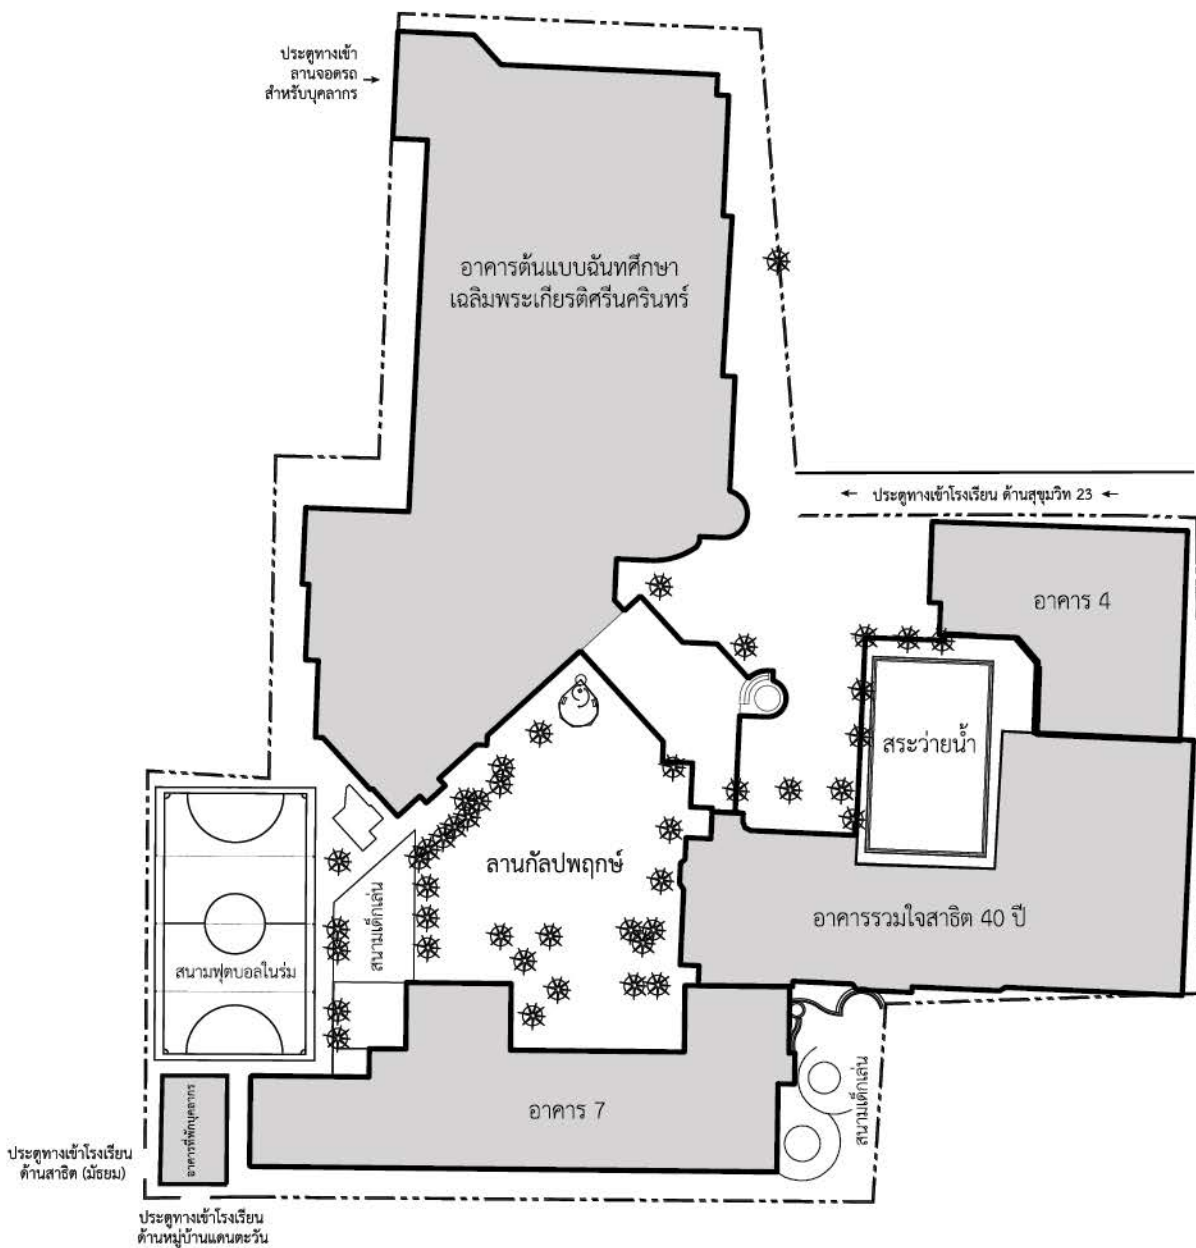 ประตูทางเข้า
ลานจอดรถ
สำหรับบุคลากร
อาคารต้นแบบฉันทศึกษา
เฉลิมพระเกียรติศรีนครินทร์
ประตูทางเข้าโรงเรียน ด้านสุขุมวิท 23
อาคาร 4
สระว่ายน้ำ
ลานกัลปพฤกษ์
สนามเด็กเล่น
อาคารรวมใจสาธิต 40 ปี
สนามฟุตบอลในร่ม
อาคาร 7
สนามเด็กเล่น
อาคารที่พักบุคลากร
ประตูทางเข้าโรงเรียน
ด้านสาธิต (มัธยม)
ประตูทางเข้าโรงเรียน
ด้านหมู่บ้านแดนตะวัน